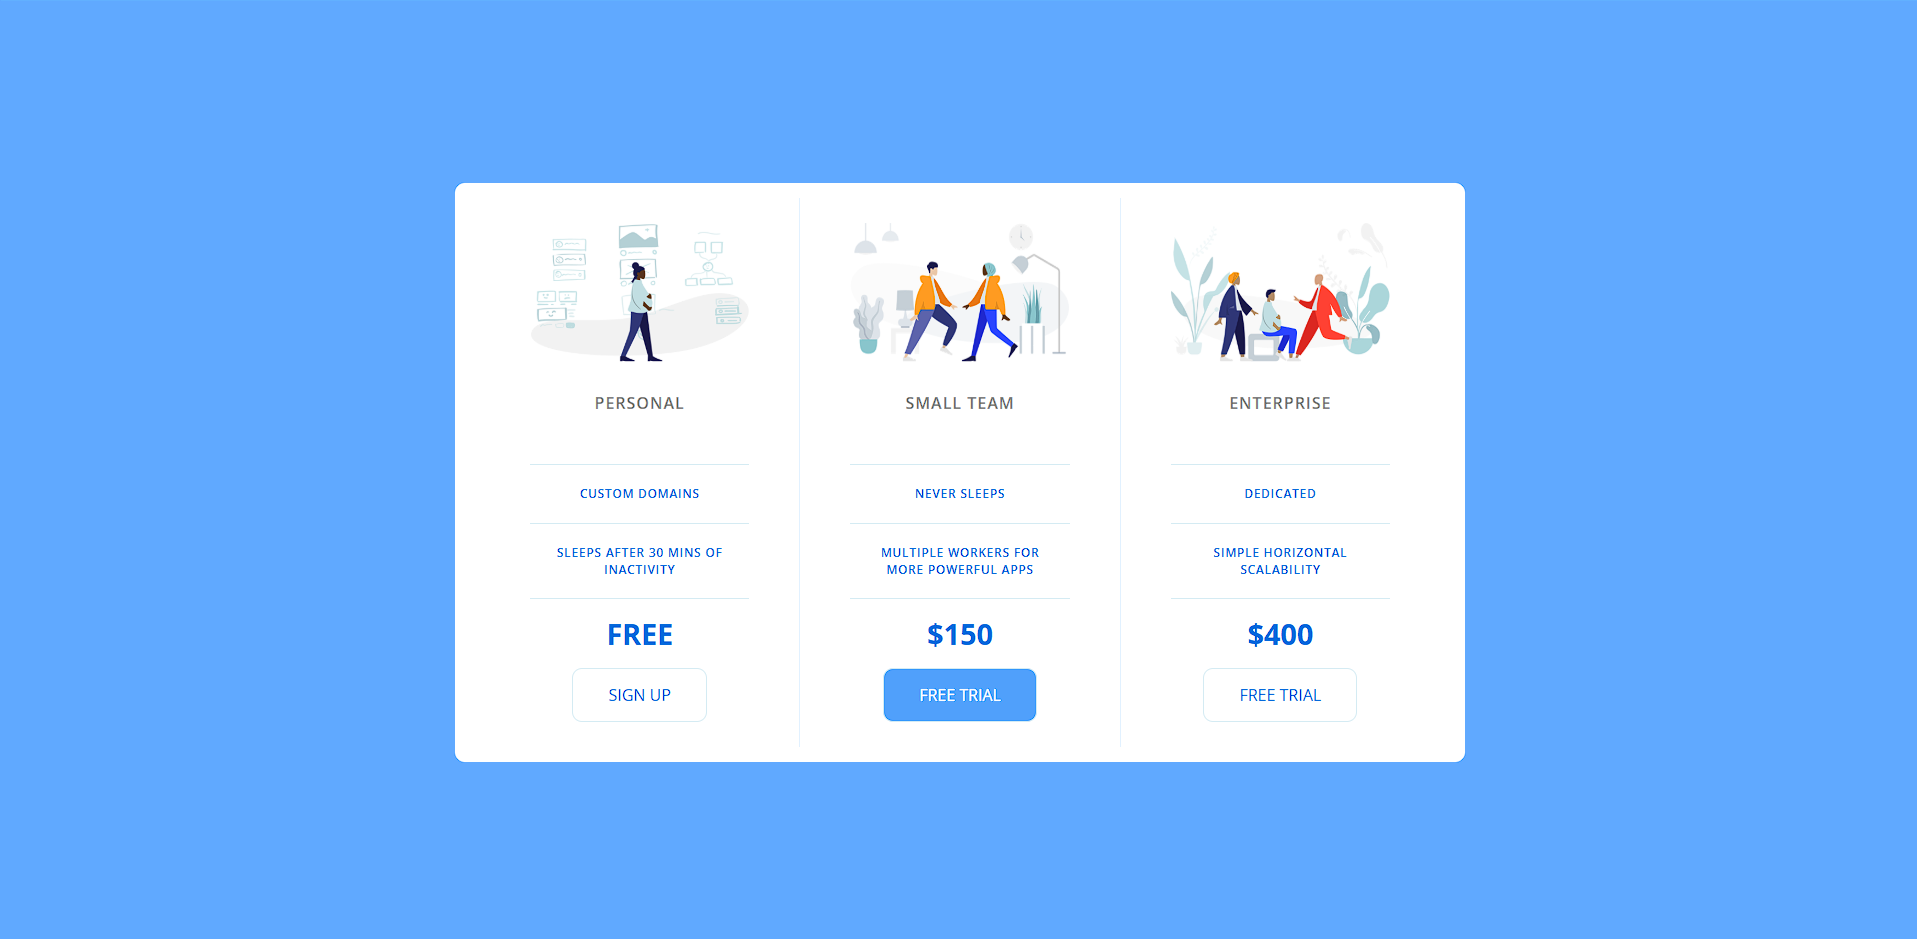 PERSONAL
CUSTOM DOMAINS
SLEEPS AFTER 30 MINS OF
INACTIVITY
FREE
SIGN UP
SMALL TEAM
NEVER SLEEPS
MULTIPLE WORKERS FOR
MORE POWERFUL APPS
$150
FREE TRIAL
ENTERPRISE
DEDICATED
SIMPLE HORIZONTAL
SCALABILITY
$400
FREE TRIAL